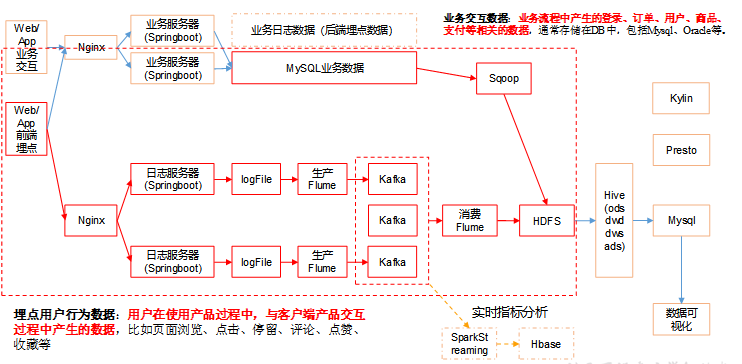 Web/
App
业务
交互
Nginx
业务服务器
(Springboot)
业务服务器
(Springboot)
业务日志数据（后端埋点数据）
MySQL业务数据
业务交互数据：业务流程中产生的登录、订单、用户、商品、
支付等相关的数据，通常存储在DB中，包括Mysql、Oracle等。
Sqoop
Kylin
Presto
Web/
App
前端
埋点
Nginx
日志服务器
(Springboot)
logFile
生产
Flume
Kafka
Kafka
日志服务器
(Springboot)
logFile
生产
Flume
Kafka
消费
Flume
HDFS
Hive
(ods
dwd
dws
ads)
Mysql
数据可
视化
埋点用户行为数据：用户在使用产品过程中，与客户端产品交互
过程中产生的数据，比如页面浏览、点击、停留、评论、点赞、
收藏等
实时指标分析
SparkSt
reaming
Hbase